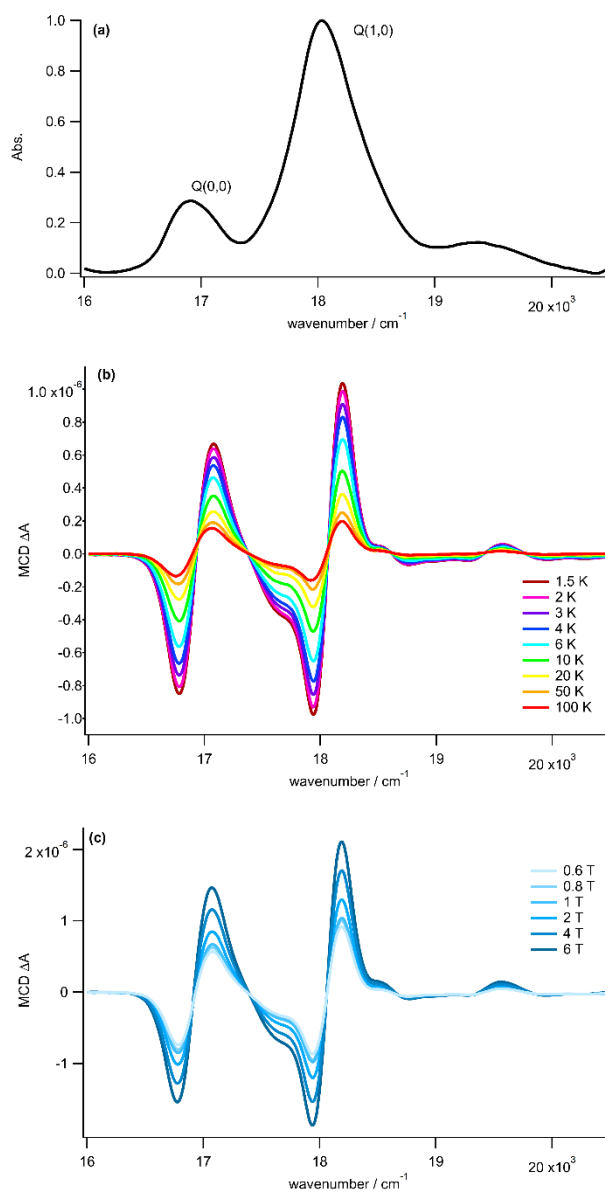 (a)
Q(1,0)
Q(0,0)
Abs.
1.0
0.8
0.6
0.4
0.2
0.0
16
17
18
19
20 x10³
wavenumber / cm⁻¹
(b)
MCD ΔA
1.0 x10⁻⁶
0.8
0.6
0.4
0.2
0.0
-0.2
-0.4
-0.6
-0.8
-1.0
1.5 K
2 K
3 K
4 K
6 K
10 K
20 K
50 K
100 K
16
17
18
19
20 x10³
wavenumber / cm⁻¹
(c)
MCD ΔA
2 x10⁻⁶
1
0
-1
0.6 T
0.8 T
1 T
2 T
4 T
6 T
16
17
18
19
20 x10³
wavenumber / cm⁻¹